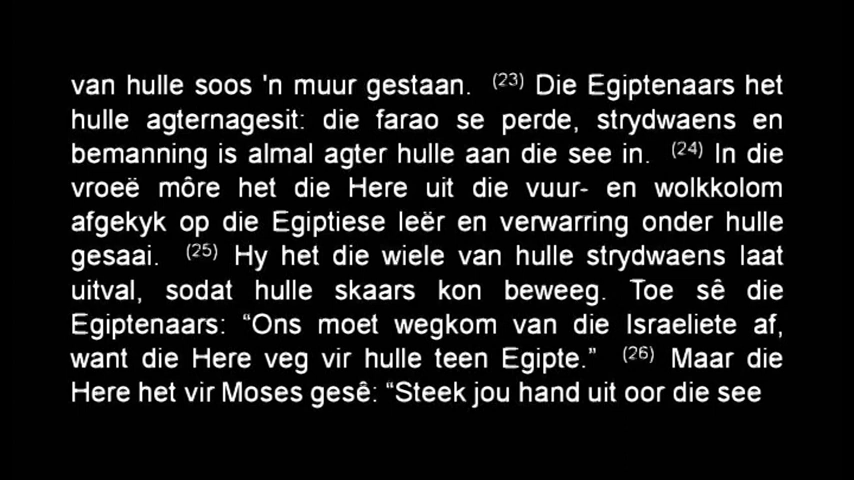 van hulle soos 'n muur gestaan. (23) Die Egiptenaars het
hulle agternagesit: die farao se perde, strydwaens en
bemanning is almal agter hulle aan die see in. (24) In die
vroeë môre het die Here uit die vuur- en wolkkolom
afgekyk op die Egiptiese leër en verwarring onder hulle
gesaai. (25) Hy het die wiele van hulle strydwaens laat
uitval, sodat hulle skaars kon beweeg. Toe sê die
Egiptenaars: “Ons moet wegkom van die Israeliete af,
want die Here veg vir hulle teen Egipte.” (26) Maar die
Here het vir Moses gesê: “Steek jou hand uit oor die see